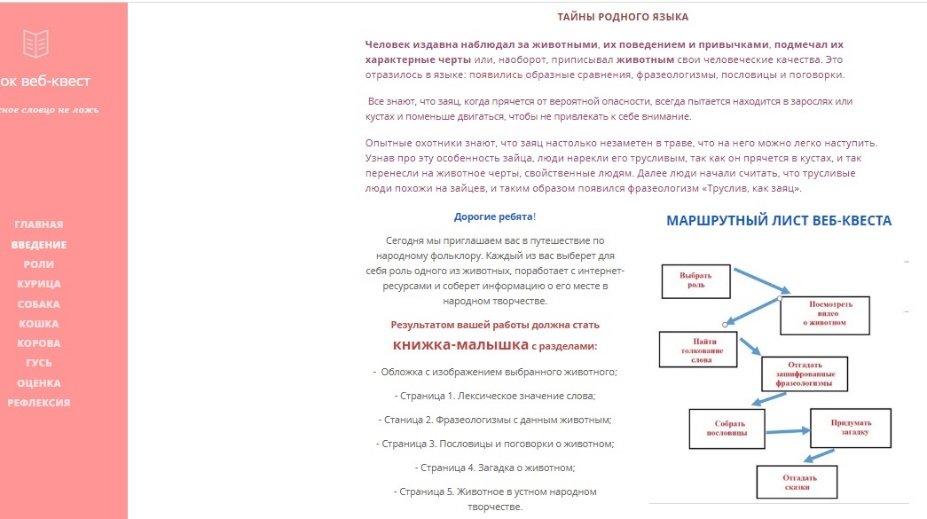 ок веб-квест
сное словцо не ложь
ГЛАВНАЯ
ВВЕДЕНИЕ
РОЛИ
КУРИЦА
СОБАКА
КОШКА
КОРОВА
ГУСЬ
ОЦЕНКА
РЕФЛЕКСИЯ
ТАЙНЫ РОДНОГО ЯЗЫКА
Человек издавна наблюдал за животными, их поведением и привычками, подмечал их
характерные черты или, наоборот, приписывал животным свои человеческие качества. Это
отразилось в языке: появились образные сравнения, фразеологизмы, пословицы и поговорки.
Все знают, что заяц, когда прячется от вероятной опасности, всегда пытается находится в зарослях или
кустах и поменьше двигаться, чтобы не привлекать к себе внимание.
Опытные охотники знают, что заяц настолько незаметен в траве, что на него можно легко наступить.
Узнав про эту особенность зайца, люди нарекли его трусливым, так как он прячется в кустах, и так
перенесли на животное черты, свойственные людям. Далее люди начали считать, что трусливые
люди похожи на зайцев, и таким образом появился фразеологизм «Труслив, как заяц».
Дорогие ребята!
Сегодня мы приглашаем вас в путешествие по
народному фольклору. Каждый из вас выберет для
себя роль одного из животных, поработает с интернет-
ресурсами и соберет информацию о его месте в
народном творчестве.
Результатом вашей работы должна стать
книжка-малышка с разделами:
- Обложка с изображением выбранного животного;
- Страница 1. Лексическое значение слова;
- Станица 2. Фразеологизмы с данным животным;
- Страница 3. Пословицы и поговорки о животном;
- Страница 4. Загадка о животном;
- Страница 5. Животное в устном народном
творчестве.
МАРШРУТНЫЙ ЛИСТ ВЕБ-КВЕСТА
Выбрать
роль
Посмотреть
видео
о животном
Найти
толкование
слова
Отгадать
зашифрованные
фразеологизмы
Собрать
пословицы
Придумать
загадку
Отгадать
сказки